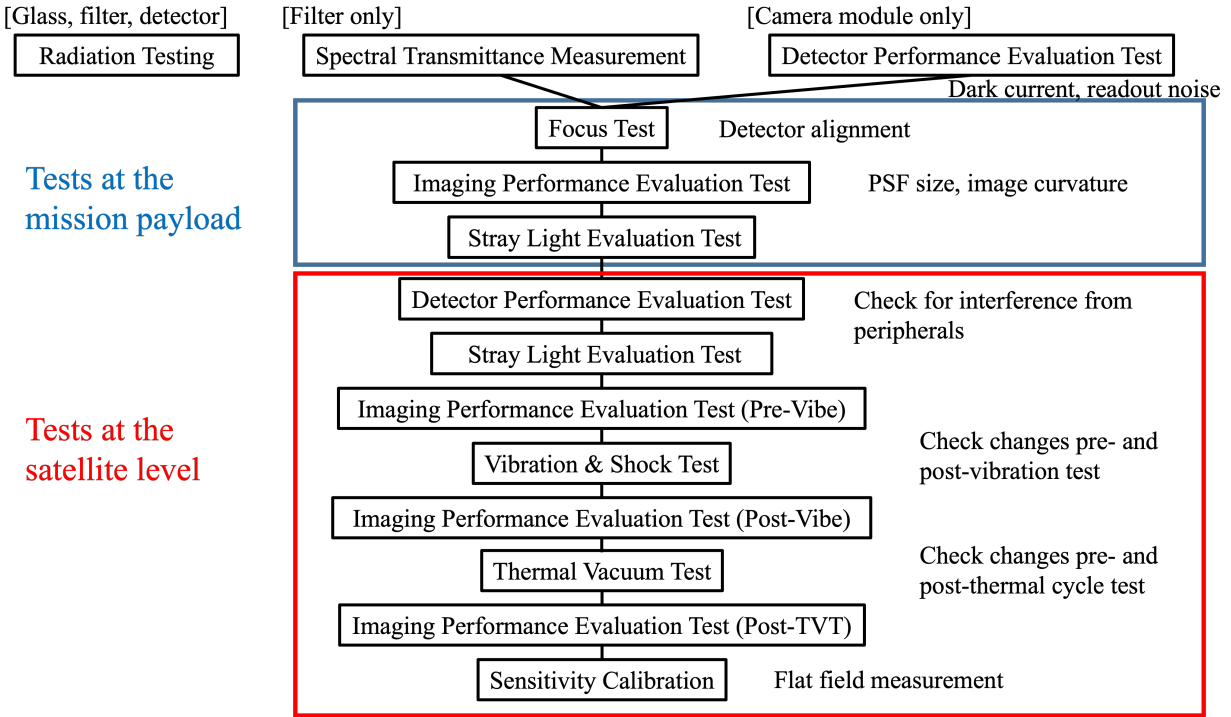 [Glass, filter, detector]
[Filter only]
[Camera module only]
Radiation Testing
Spectral Transmittance Measurement
Detector Performance Evaluation Test
Dark current, readout noise
Tests at the
mission payload
Focus Test
Detector alignment
Imaging Performance Evaluation Test
PSF size, image curvature
Stray Light Evaluation Test
Tests at the
satellite level
Detector Performance Evaluation Test
Check for interference from
peripherals
Stray Light Evaluation Test
Imaging Performance Evaluation Test (Pre-Vibe)
Vibration & Shock Test
Check changes pre- and
post-vibration test
Imaging Performance Evaluation Test (Post-Vibe)
Thermal Vacuum Test
Check changes pre- and
post-thermal cycle test
Imaging Performance Evaluation Test (Post-TVT)
Sensitivity Calibration
Flat field measurement